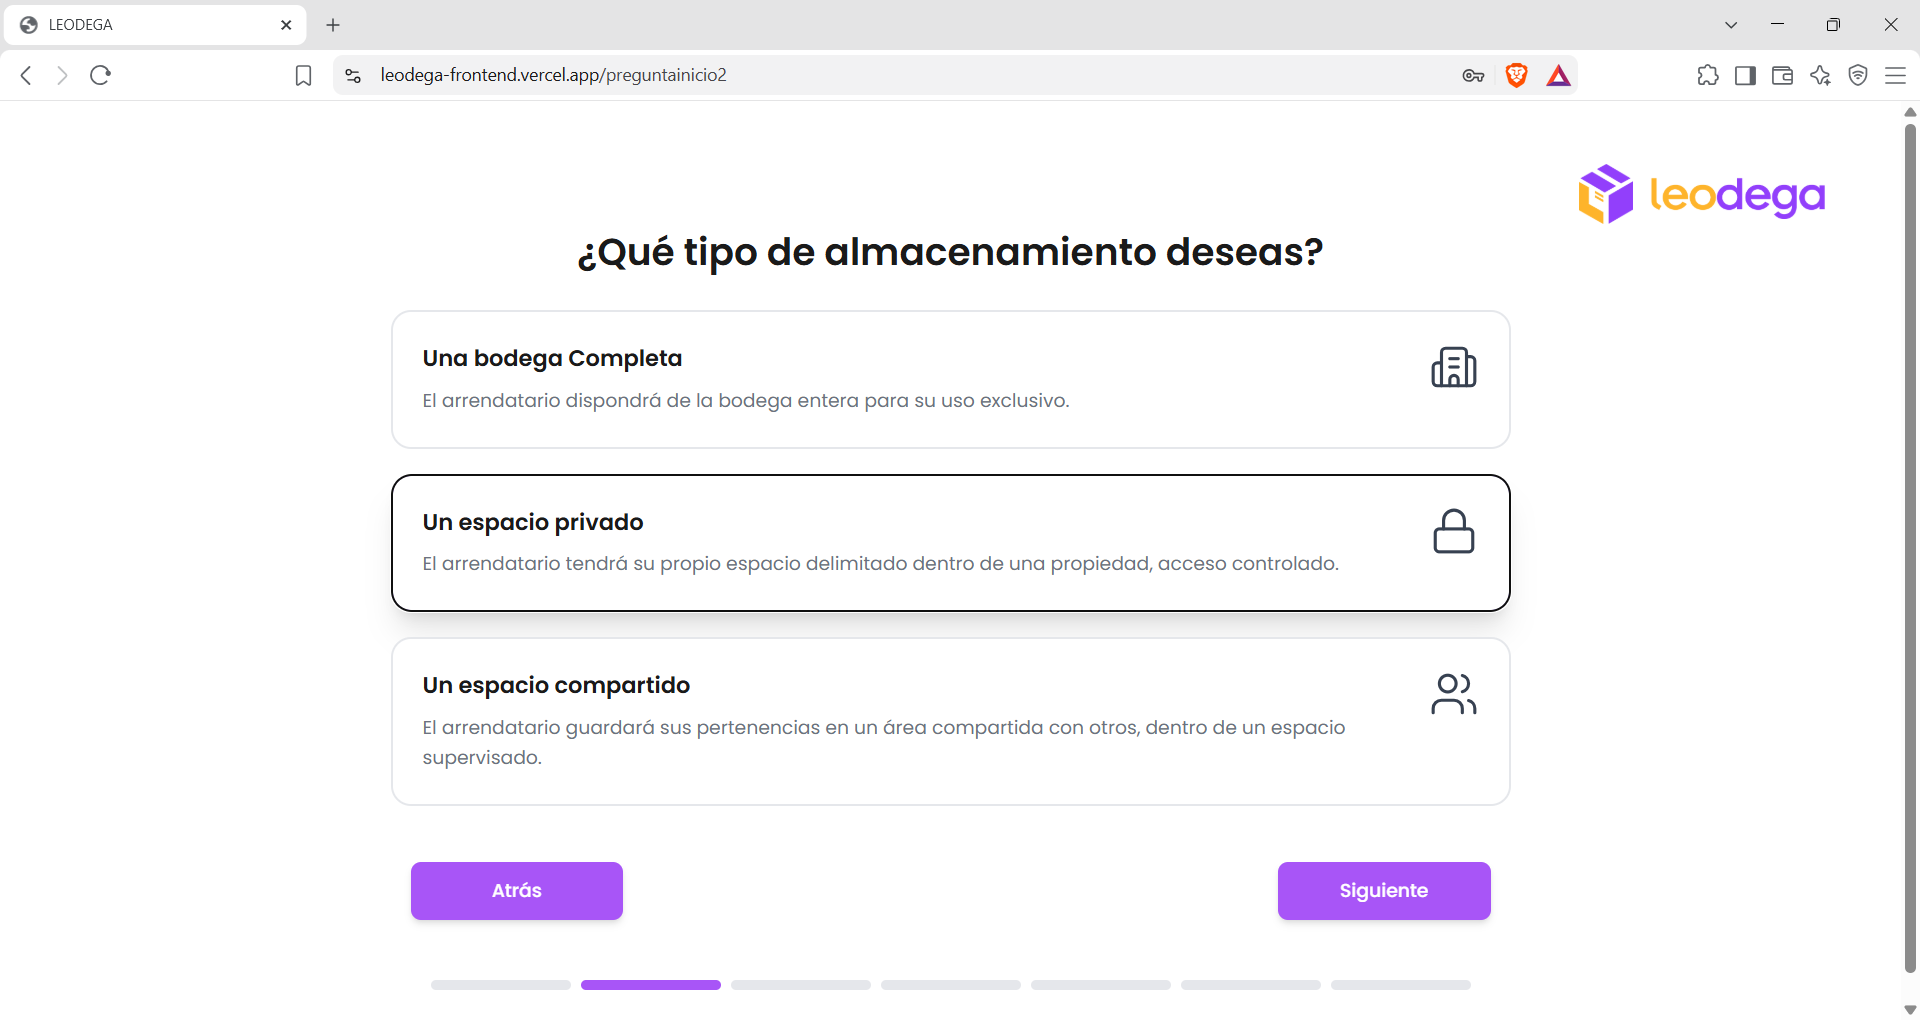 LEODEGA
leodega-frontend.vercel.app/preguntainicio2
leodega
¿Qué tipo de almacenamiento deseas?
Una bodega Completa
El arrendatario dispondrá de la bodega entera para su uso exclusivo.
Un espacio privado
El arrendatario tendrá su propio espacio delimitado dentro de una propiedad, acceso controlado.
Un espacio compartido
El arrendatario guardará sus pertenencias en un área compartida con otros, dentro de un espacio
supervisado.
Atrás
Siguiente